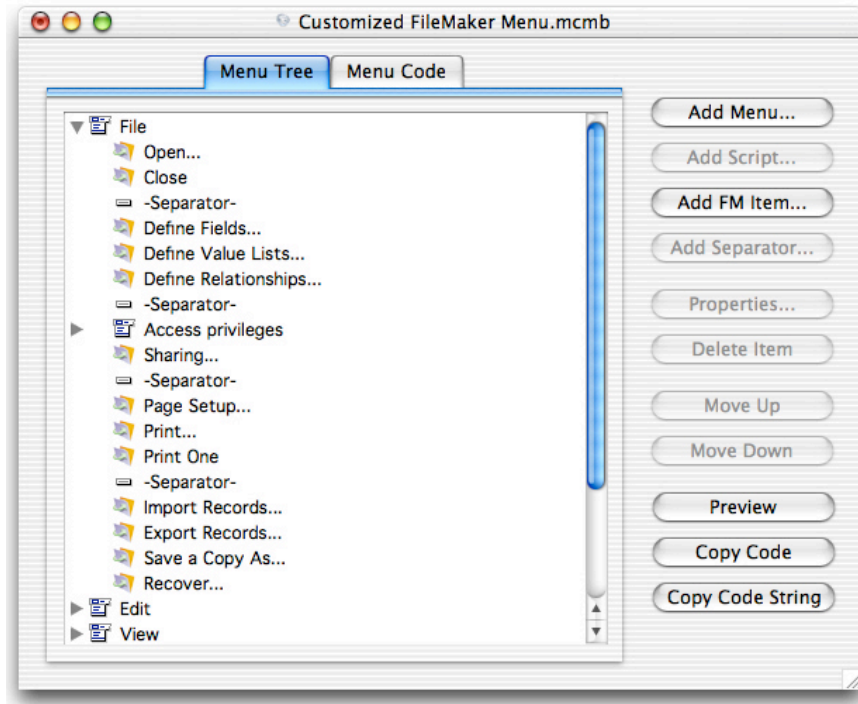 Customized FileMaker Menu.mcmb
Menu Tree
Menu Code
File
Open...
Close
-Separator-
Define Fields...
Define Value Lists...
Define Relationships...
-Separator-
Access privileges
Sharing...
-Separator-
Page Setup...
Print...
Print One
-Separator-
Import Records...
Export Records...
Save a Copy As...
Recover...
Edit
View
Add Menu...
Add Script...
Add FM Item...
Add Separator...
Properties...
Delete Item
Move Up
Move Down
Preview
Copy Code
Copy Code String